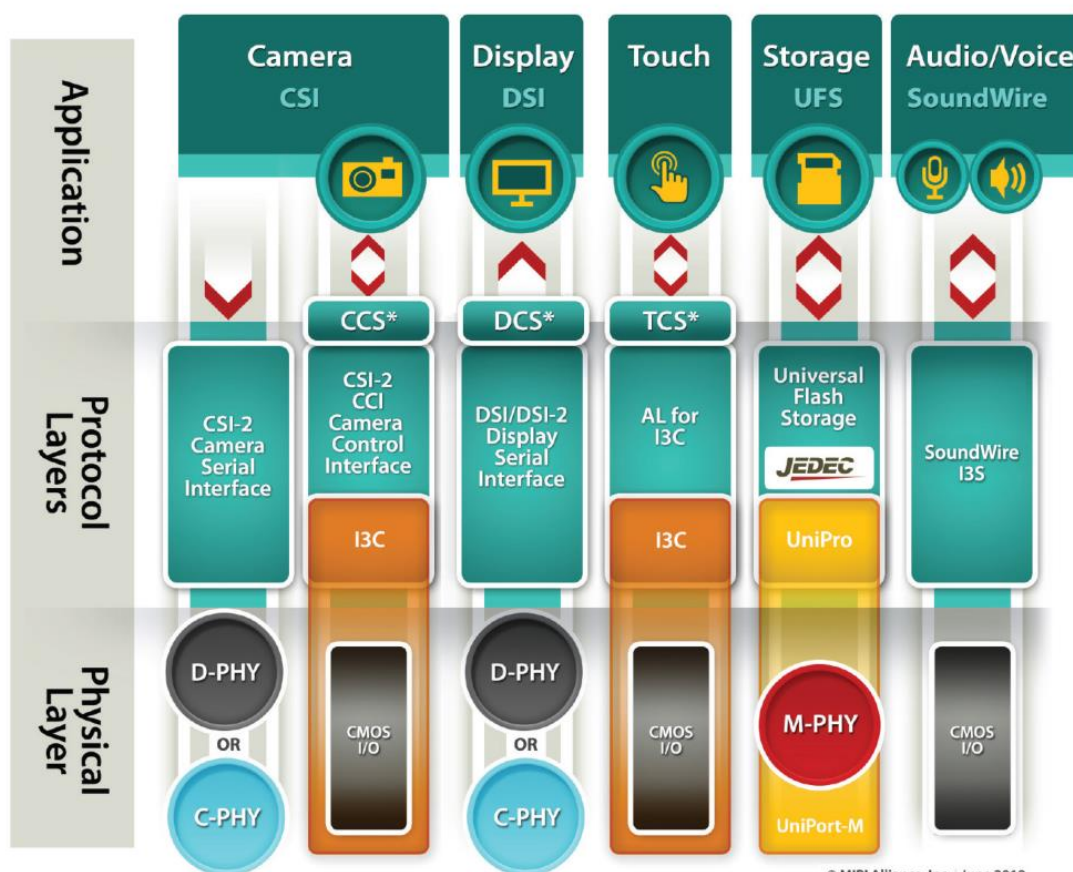 Application
Protocol
Layers
Physical
Layer
Camera
CSI
Display
DSI
Touch
Storage
UFS
Audio/Voice
SoundWire
CCS*
DCS*
TCS*
CSI-2
Camera
Serial
Interface
CSI-2
CCI
Camera
Control
Interface
I3C
DSI/DSI-2
Display
Serial
Interface
AL for
I3C
I3C
Universal
Flash
Storage
JEDEC
UniPro
SoundWire
I3S
D-PHY
OR
C-PHY
CMOS
I/O
D-PHY
OR
C-PHY
CMOS
I/O
M-PHY
UniPort-M
CMOS
I/O